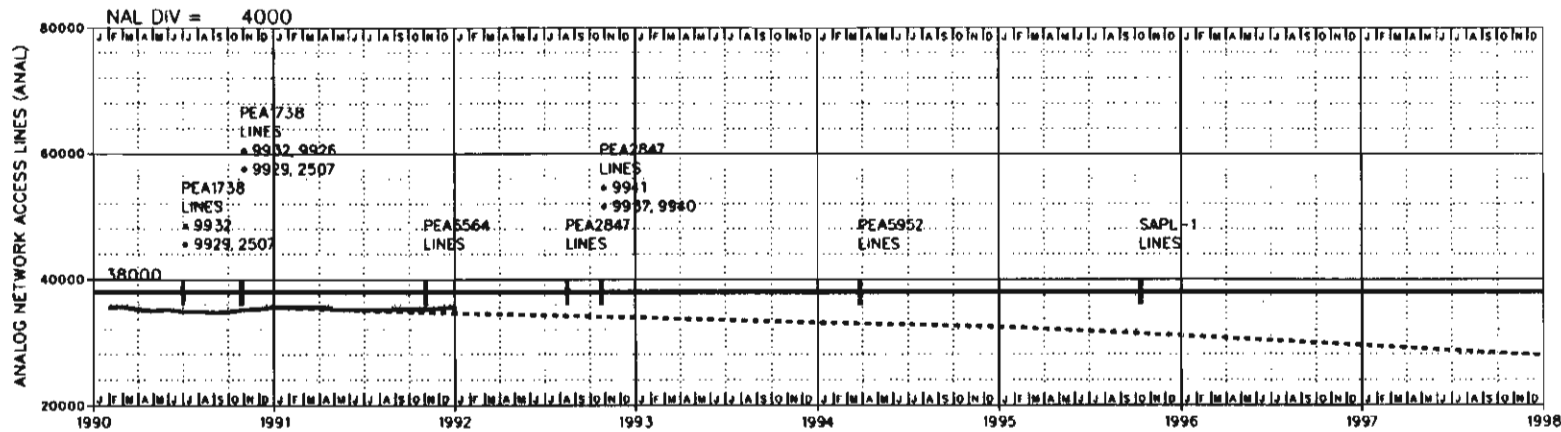 NAL DIV = 4000
ANALOG NETWORK ACCESS LINES (ANAL)
80000
J F M A M J J A S O N D J F M A M J J A S O N D J F M A M J J A S O N D J F M A M J J A S O N D J F M A M J J A S O N D J F M A M J J A S O N D J F M A M J J A S O N D J F M A M J J A S O N D
PEA1738
LINES
• 9932, 9926
• 9929, 2507
60000
PEA2847
LINES
• 9941
• 9937, 9940
PEA1738
LINES
• 9932
• 9929, 2507
PEA5564
LINES
PEA2847
LINES
PEA5952
LINES
SAPL-1
LINES
40000
38000
20000
J F M A M J J A S O N D J F M A M J J A S O N D J F M A M J J A S O N D J F M A M J J A S O N D J F M A M J J A S O N D J F M A M J J A S O N D J F M A M J J A S O N D J F M A M J J A S O N D
1990 1991 1992 1993 1994 1995 1996 1997 1998